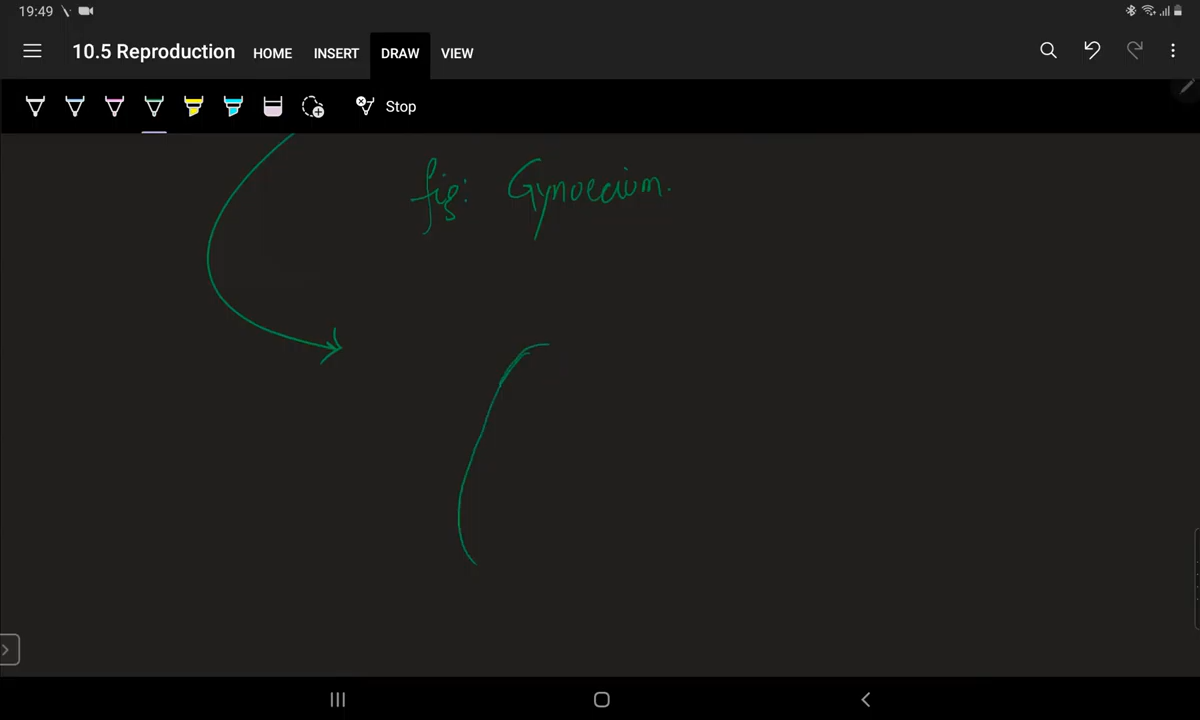 19:49
10.5 Reproduction HOME INSERT DRAW VIEW
Stop
fig: Gynoecium.